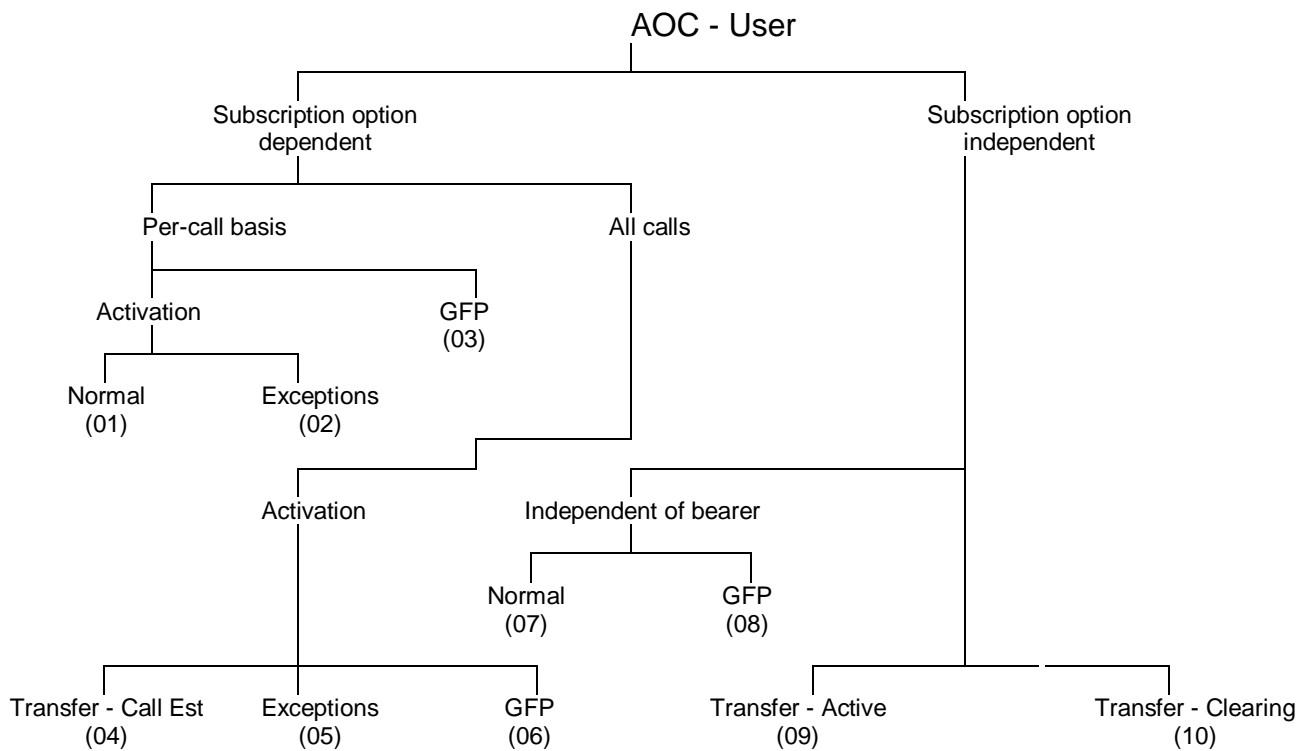 AOC - User
Subscription option
dependent
Subscription option
independent
Per-call basis
All calls
Activation
GFP
(03)
Normal
(01)
Exceptions
(02)
Activation
Independent of bearer
Normal
(07)
GFP
(08)
Transfer - Call Est
(04)
Exceptions
(05)
GFP
(06)
Transfer - Active
(09)
Transfer - Clearing
(10)